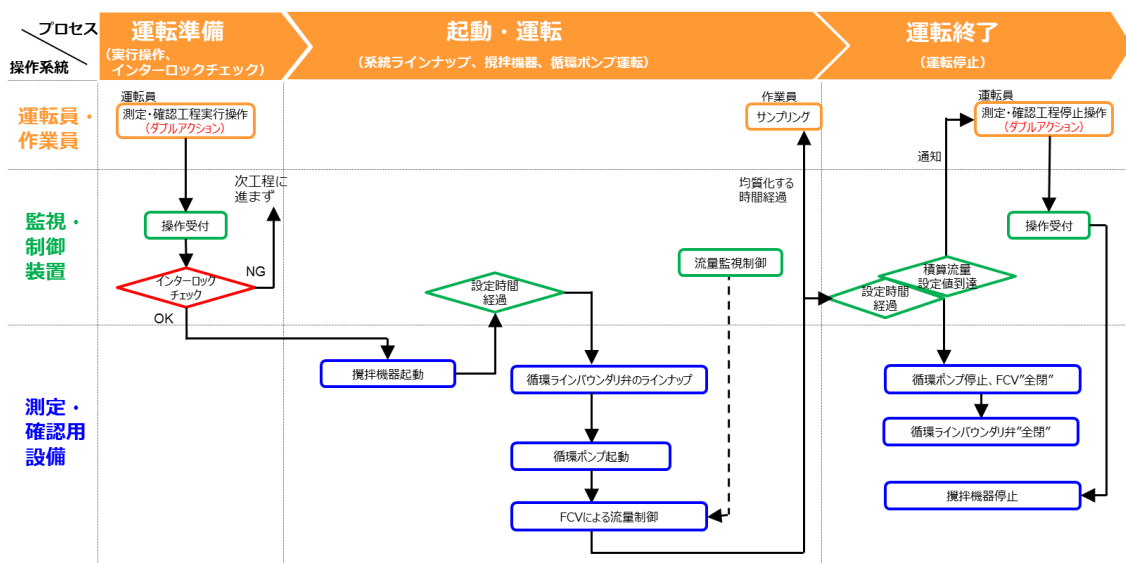 プロセス
操作系統
運転準備
(実行操作、
インターロックチェック)
起動・運転
(系統ラインナップ、攪拌機器、循環ポンプ運転)
運転終了
(運転停止)
運転員・
作業員
運転員
測定・確認工程実行操作
(ダブルアクション)
作業員
サンプリング
運転員
測定・確認工程停止操作
(ダブルアクション)
通知
次工程に
進まず
均質化する
時間経過
監視・
制御
装置
操作受付
インターロック
チェック
NG
OK
設定時間
経過
流量監視制御
積算流量
設定値到達
設定時間
経過
操作受付
測定・
確認用
設備
攪拌機器起動
循環ラインバウンダリ弁のラインナップ
循環ポンプ起動
FCVによる流量制御
循環ポンプ停止、FCV”全閉”
循環ラインバウンダリ弁”全閉”
攪拌機器停止